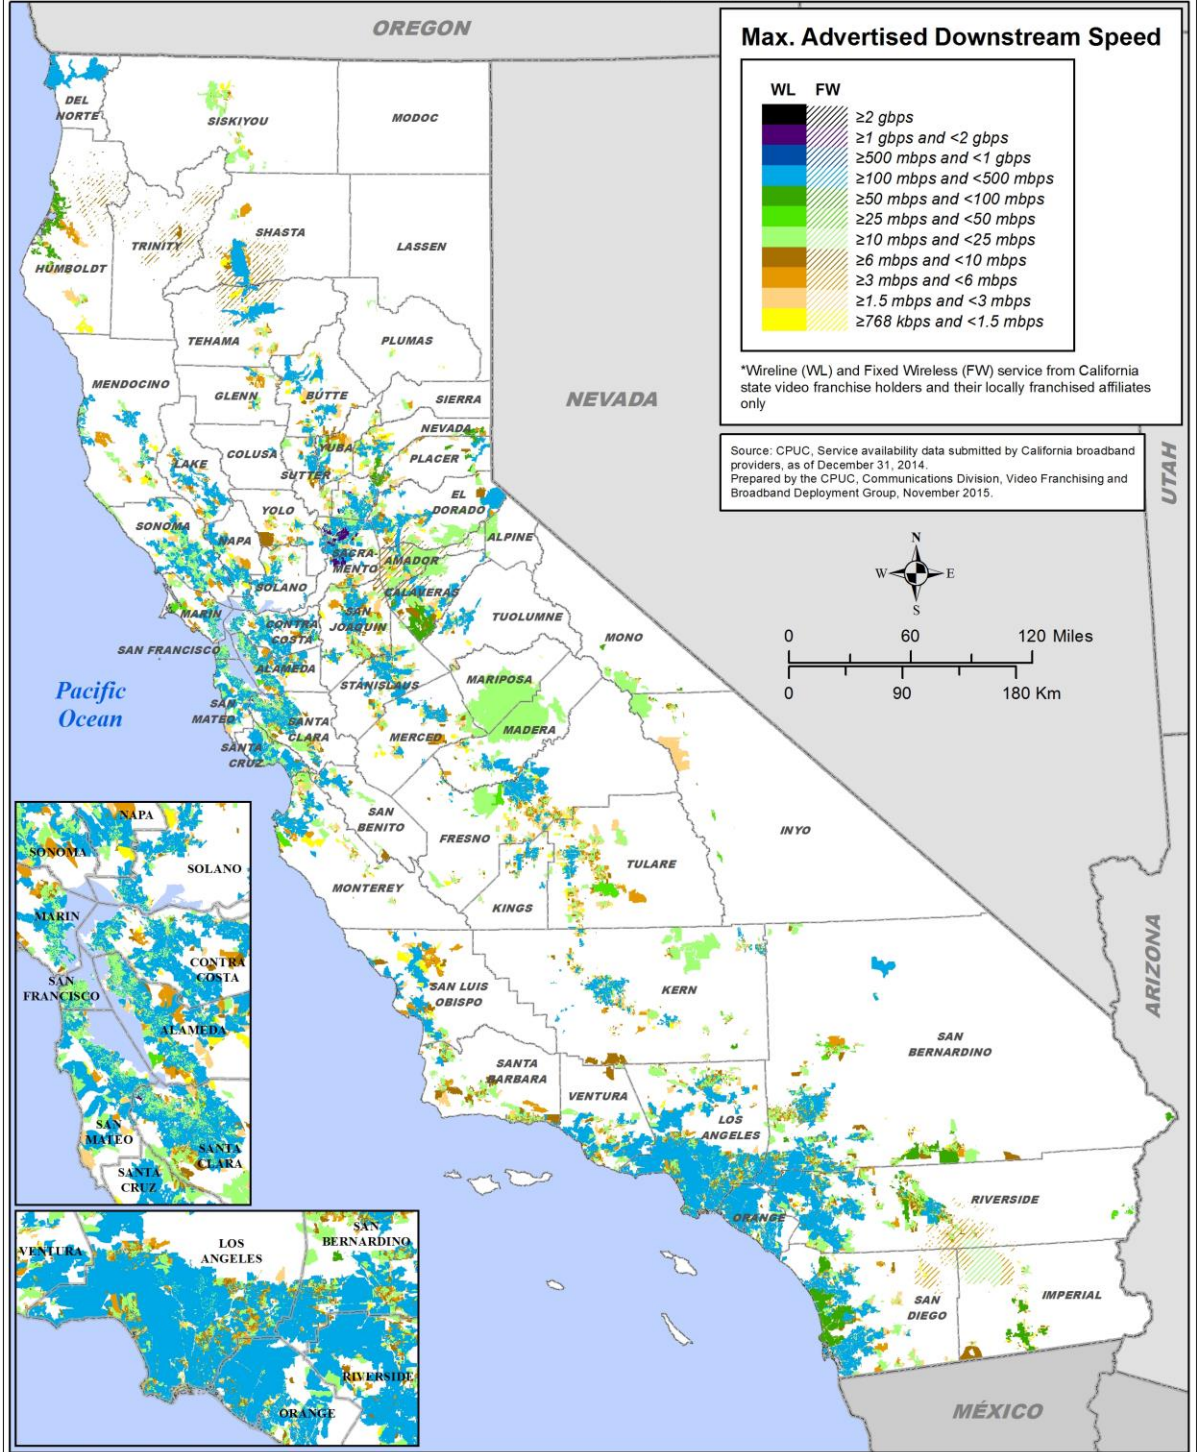 OREGON
Max. Advertised Downstream Speed
WL FW
≥2 gbps
≥1 gbps and <2 gbps
≥500 mbps and <1 gbps
≥100 mbps and <500 mbps
≥50 mbps and <100 mbps
≥25 mbps and <50 mbps
≥10 mbps and <25 mbps
≥6 mbps and <10 mbps
≥3 mbps and <6 mbps
≥1.5 mbps and <3 mbps
≥768 kbps and <1.5 mbps
*Wireline (WL) and Fixed Wireless (FW) service from California
state video franchise holders and their locally franchised affiliates
only
Source: CPUC, Service availability data submitted by California broadband
providers, as of December 31, 2014.
Prepared by the CPUC, Communications Division, Video Franchising and
Broadband Deployment Group, November 2015.
N
W E
S
0 60 120 Miles
0 90 180 Km
NEVADA
UTAH
ARIZONA
MÉXICO
Pacific
Ocean
DEL
NORTE
SISKIYOU
MODOC
HUMBOLDT
TRINITY
SHASTA
LASSEN
TEHAMA
PLUMAS
MENDOCINO
GLENN
BUTTE
SIERRA
NEVADA
LAKE
COLUSA
YUBA
SUTTER
PLACER
SONOMA
NAPA
YOLO
EL
DORADO
ALPINE
SACRA-
MENTO
AMADOR
SOLANO
CALAVERAS
MARIN
CONTRA
COSTA
SAN
JOAQUIN
TUOLUMNE
MONO
SAN FRANCISCO
ALAMEDA
STANISLAUS
MARIPOSA
SAN
MATEO
SANTA
CLARA
MERCED
MADERA
SANTA
CRUZ
SAN
BENITO
FRESNO
INYO
TULARE
MONTEREY
KINGS
SAN LUIS
OBISPO
KERN
SAN
BERNARDINO
SANTA
BARBARA
VENTURA
LOS
ANGELES
ORANGE
RIVERSIDE
SAN
DIEGO
IMPERIAL
NAPA
SONOMA
SOLANO
MARIN
CONTRA
COSTA
SAN
FRANCISCO
ALAMEDA
SAN
MATEO
SANTA
CLARA
SANTA
CRUZ
VENTURA
LOS
ANGELES
SAN
BERNARDINO
RIVERSIDE
ORANGE